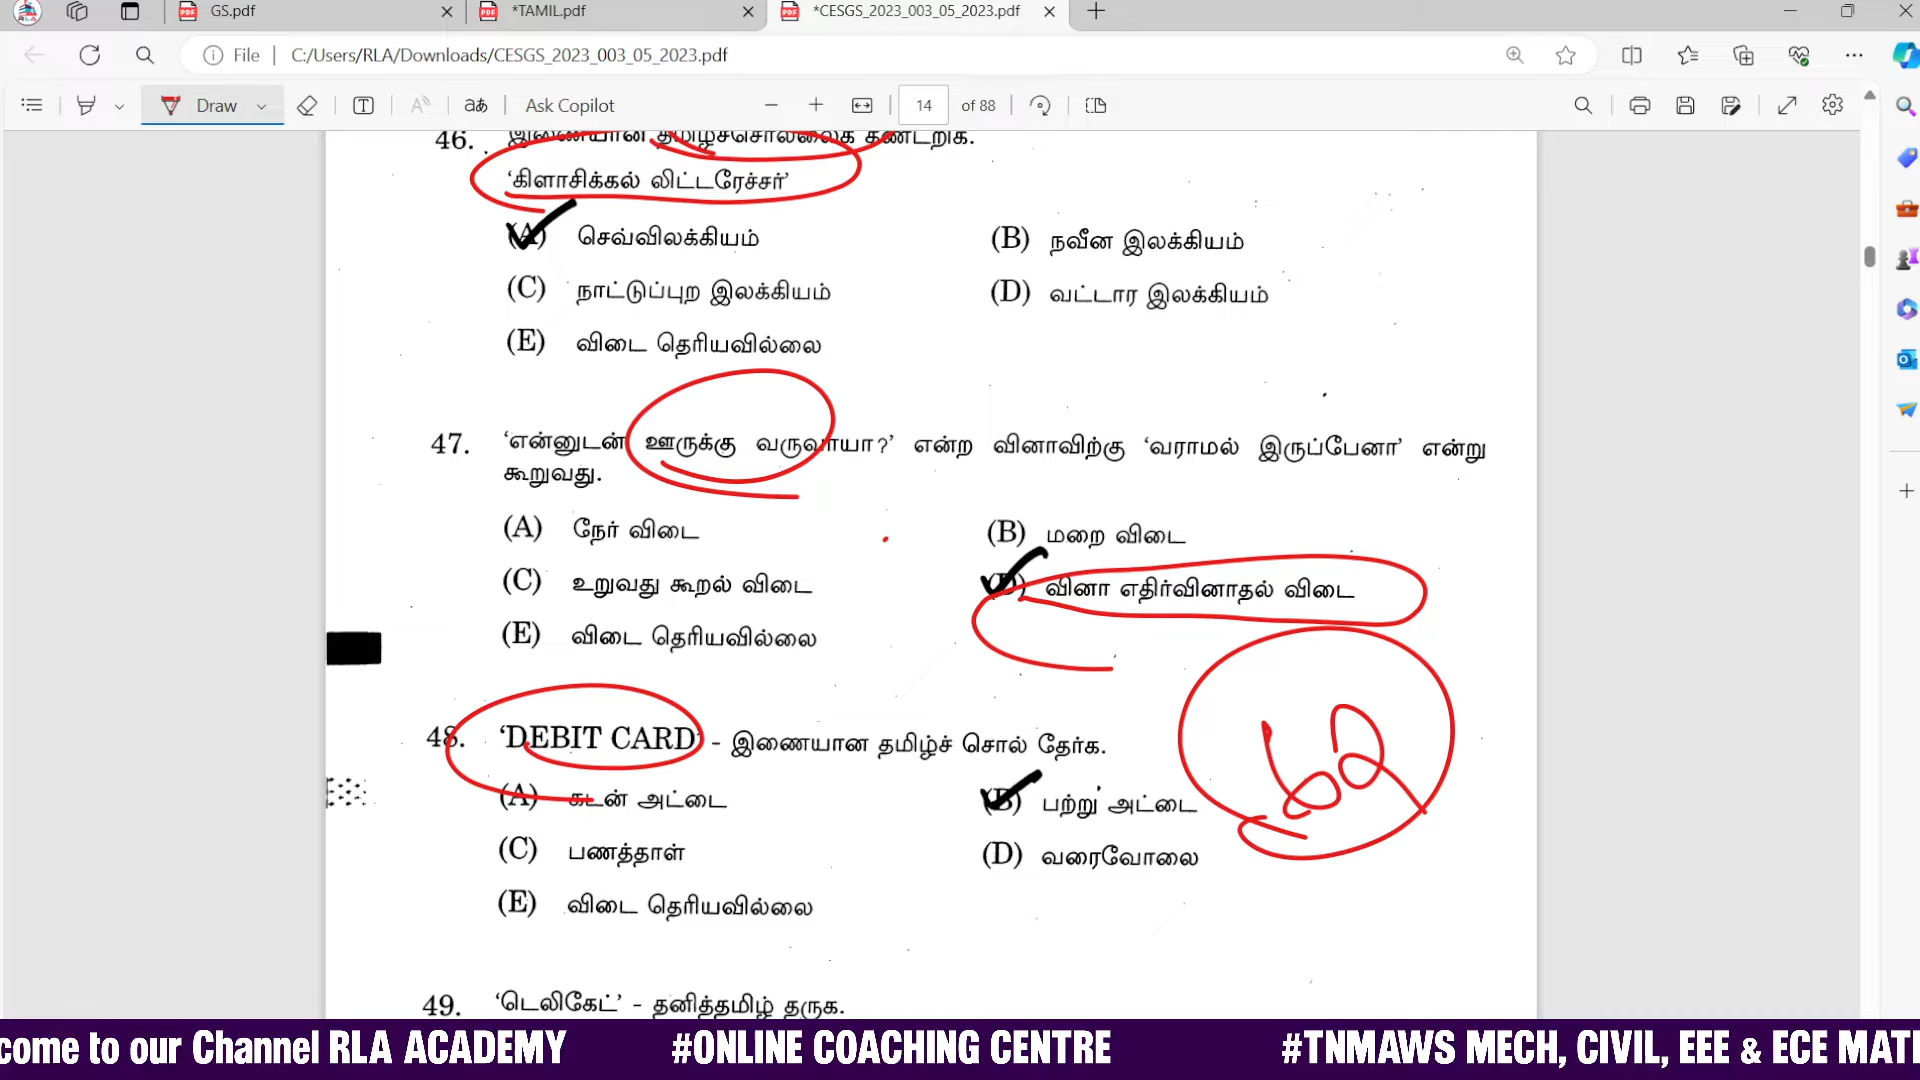 GS.pdf
*TAMIL.pdf
*CESGS_2023_003_05_2023.pdf
File
C:/Users/RLA/Downloads/CESGS_2023_003_05_2023.pdf
Draw
Ask Copilot
14
of 88
46. இணையான தமிழ்ச்சொல்லைக் கண்டறிக.
'கிளாசிக்கல் லிட்டரேச்சர்'
(A) செவ்விலக்கியம்
(B) நவீன இலக்கியம்
(C) நாட்டுப்புற இலக்கியம்
(D) வட்டார இலக்கியம்
(E) விடை தெரியவில்லை
47. 'என்னுடன் ஊருக்கு வருவாயா?' என்ற வினாவிற்கு 'வராமல் இருப்பேனா' என்று
கூறுவது.
(A) நேர் விடை
(B) மறை விடை
(C) உறுவது கூறல் விடை
(D) வினா எதிர்வினாதல் விடை
(E) விடை தெரியவில்லை
48. 'DEBIT CARD' - இணையான தமிழ்ச் சொல் தேர்க.
(A) கடன் அட்டை
(B) பற்று அட்டை
(C) பணத்தாள்
(D) வரைவோலை
(E) விடை தெரியவில்லை
49. 'டெலிகேட்' - தனித்தமிழ் தருக.
come to our Channel RLA ACADEMY #ONLINE COACHING CENTRE #TNMAWS MECH, CIVIL, EEE & ECE MAT